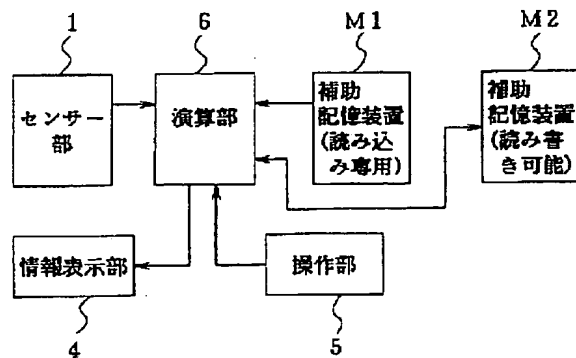 1
6
M1
M2
センサー
部
演算部
補助
記憶装置
(読み込
み専用)
補助
記憶装置
(読み書
き可能)
情報表示部
操作部
4
5